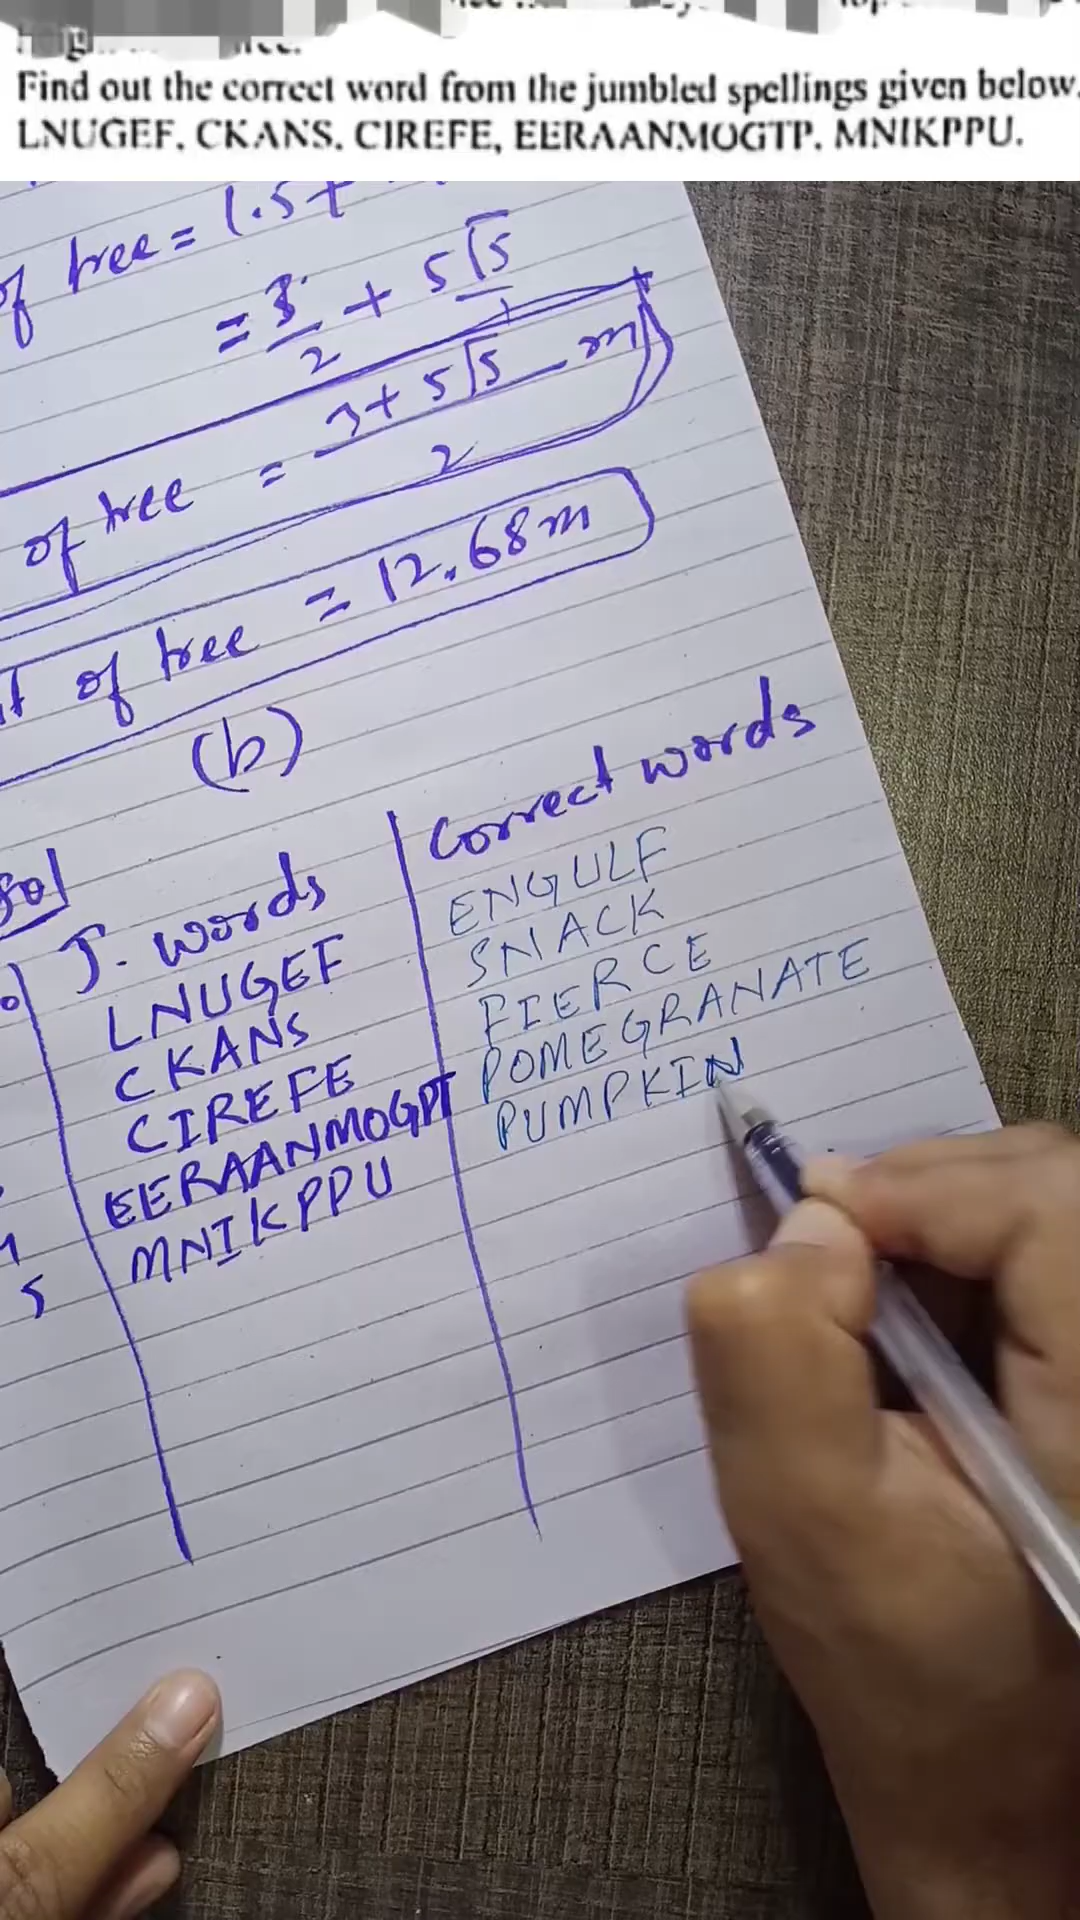 Find out the correct word from the jumbled spellings given below.
LNUGEF, CKANS, CIREFE, EERAANMOGTP, MNIKPPU.
of tree = 1.5 +
= 3/2 + 5√5
= 3 + 5√5 m
2
of tree
of tree = 12.68 m
(b)
Sol
J. words | Correct words
LNUGEF | ENGULF
CKANS | SNACK
CIREFE | FIERCE
EERAANMOGPT | POMEGRANATE
5 MNIKPPU | PUMPKIN